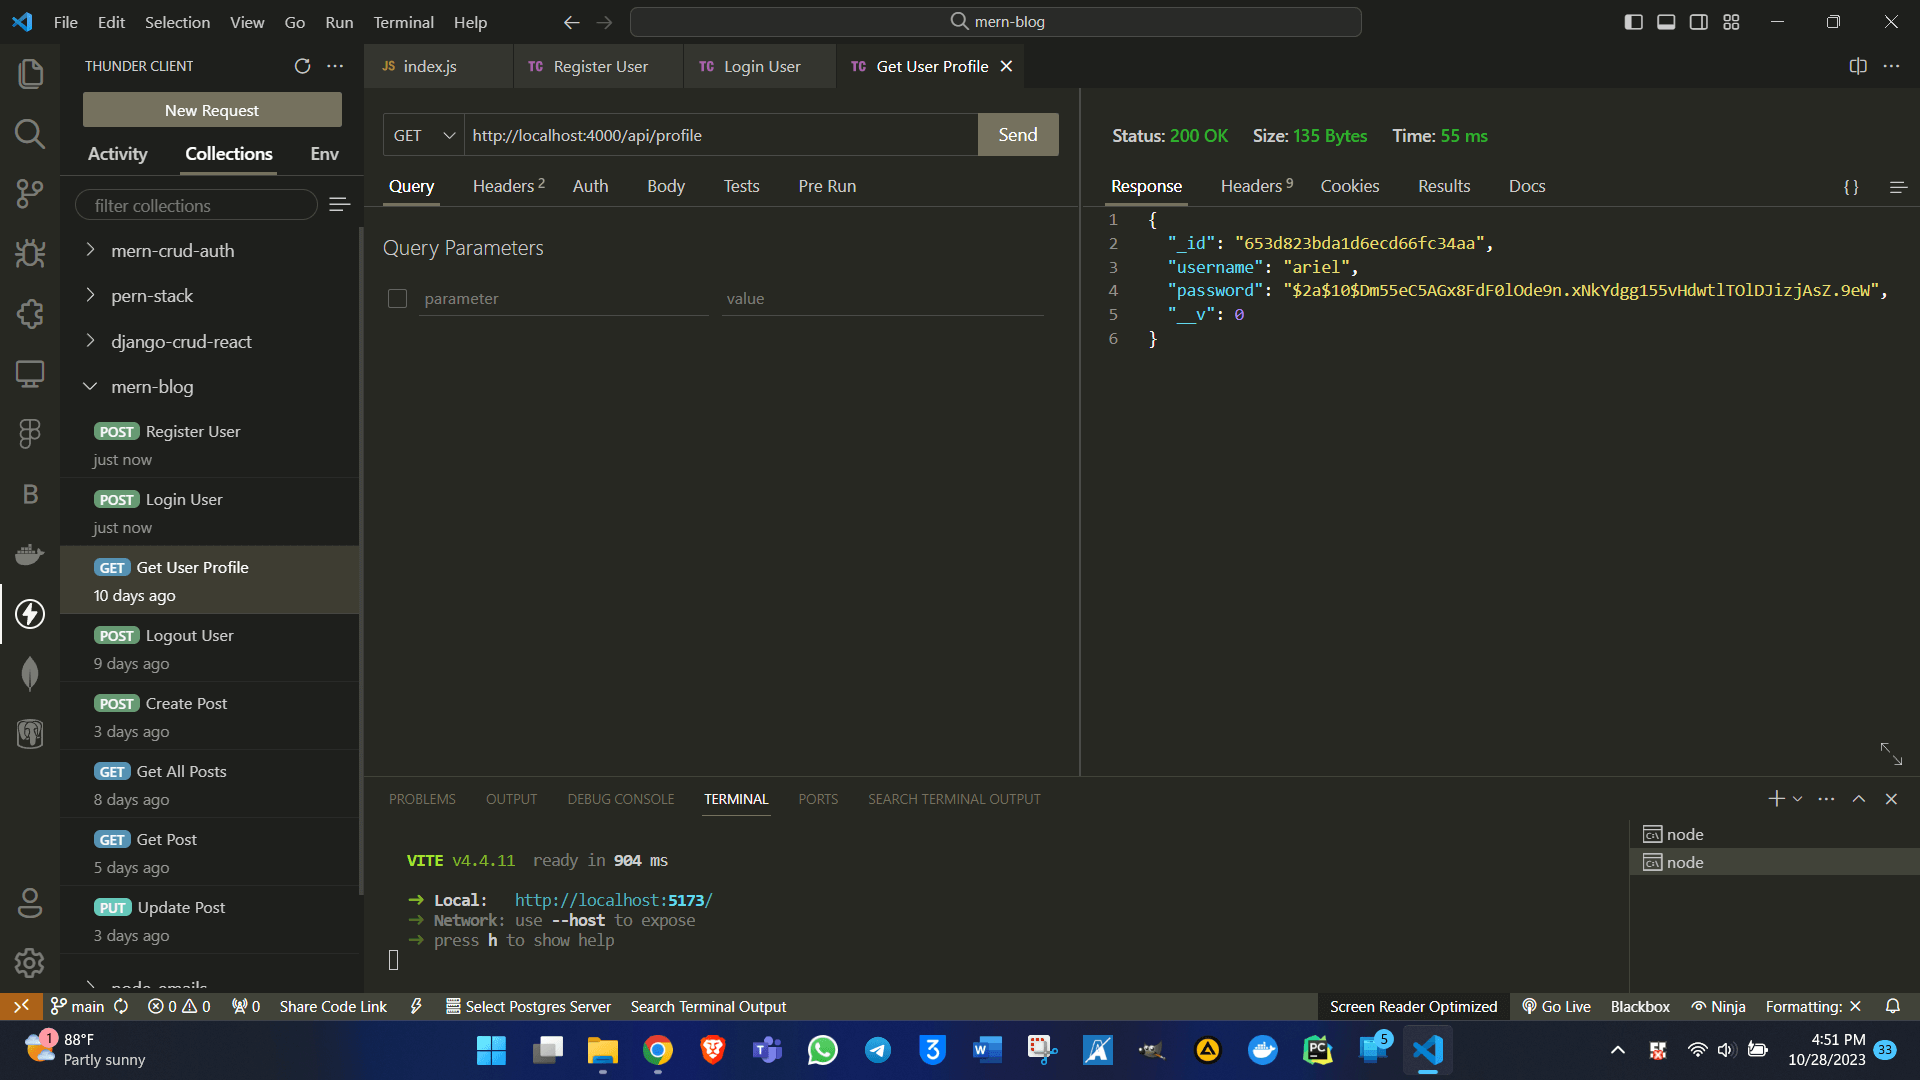 File Edit Selection View Go Run Terminal Help
mern-blog
THUNDER CLIENT
New Request
Activity Collections Env
filter collections
mern-crud-auth
pern-stack
django-crud-react
mern-blog
POST Register User
just now
POST Login User
just now
GET Get User Profile
10 days ago
POST Logout User
9 days ago
POST Create Post
3 days ago
GET Get All Posts
8 days ago
GET Get Post
5 days ago
PUT Update Post
3 days ago
node-emails
JS index.js TC Register User TC Login User TC Get User Profile
GET http://localhost:4000/api/profile Send
Query Headers 2 Auth Body Tests Pre Run
Query Parameters
parameter value
Status: 200 OK Size: 135 Bytes Time: 55 ms
Response Headers 9 Cookies Results Docs {}
1 {
2 "_id": "653d823bda1d6ecd66fc34aa",
3 "username": "ariel",
4 "password": "$2a$10$Dm55eC5AGx8FdF0lOde9n.xNkYdgg155vHdwtlTOlDJizjAsZ.9eW",
5 "__v": 0
6 }
PROBLEMS OUTPUT DEBUG CONSOLE TERMINAL PORTS SEARCH TERMINAL OUTPUT
VITE v4.4.11 ready in 904 ms
➜ Local: http://localhost:5173/
➜ Network: use --host to expose
➜ press h to show help
node
node
main 0 0 0 Share Code Link Select Postgres Server Search Terminal Output Screen Reader Optimized Go Live Blackbox Ninja Formatting: ✕
1 88°F
Partly sunny
5
4:51 PM
10/28/2023 33